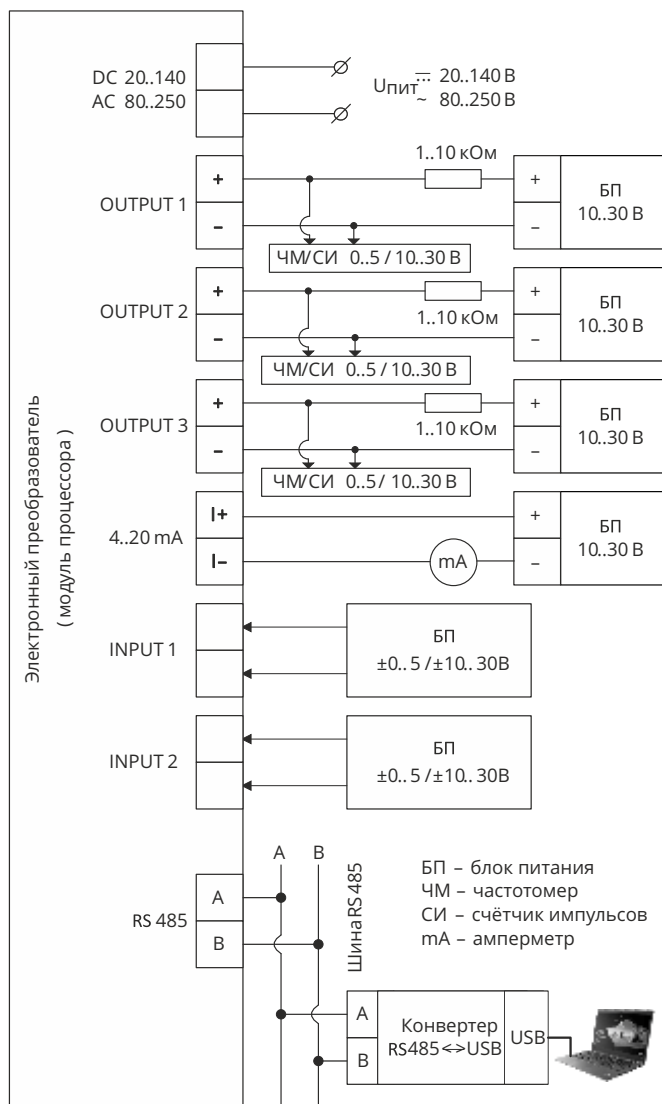 Электронный преобразователь
( модуль процессора )
DC 20..140
AC 80..250
Uпит
⎓ 20..140 В
~ 80..250 В
OUTPUT 1
+
–
1..10 кОм
+
–
БП
10..30 В
ЧМ/СИ 0..5 / 10..30 В
OUTPUT 2
+
–
1..10 кОм
+
–
БП
10..30 В
ЧМ/СИ 0..5 / 10..30 В
OUTPUT 3
+
–
1..10 кОм
+
–
БП
10..30 В
ЧМ/СИ 0..5 / 10..30 В
4..20 mA
I+
I–
mA
+
–
БП
10..30 В
INPUT 1
БП
±0..5 /±10..30В
INPUT 2
БП
±0..5 /±10..30В
A B
RS 485
A
B
Шина RS 485
БП – блок питания
ЧМ – частотомер
СИ – счётчик импульсов
mA – амперметр
A
B
Конвертер
RS485 <-> USB
USB